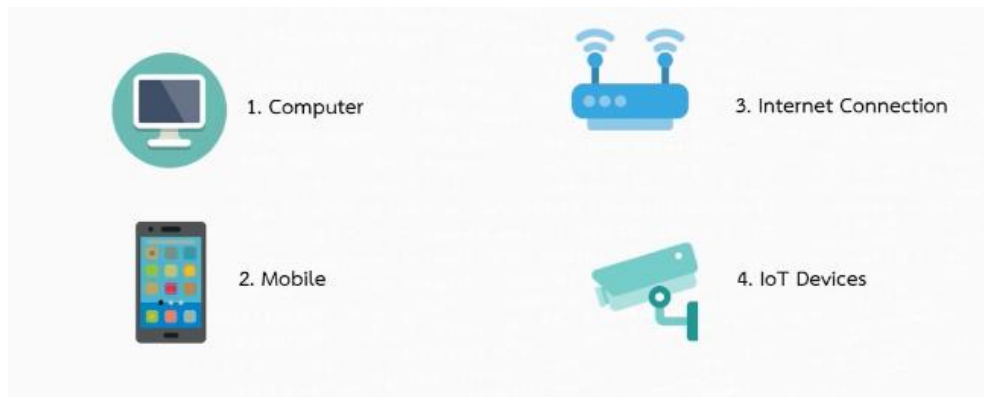 1. Computer
2. Mobile
3. Internet Connection
4. IoT Devices